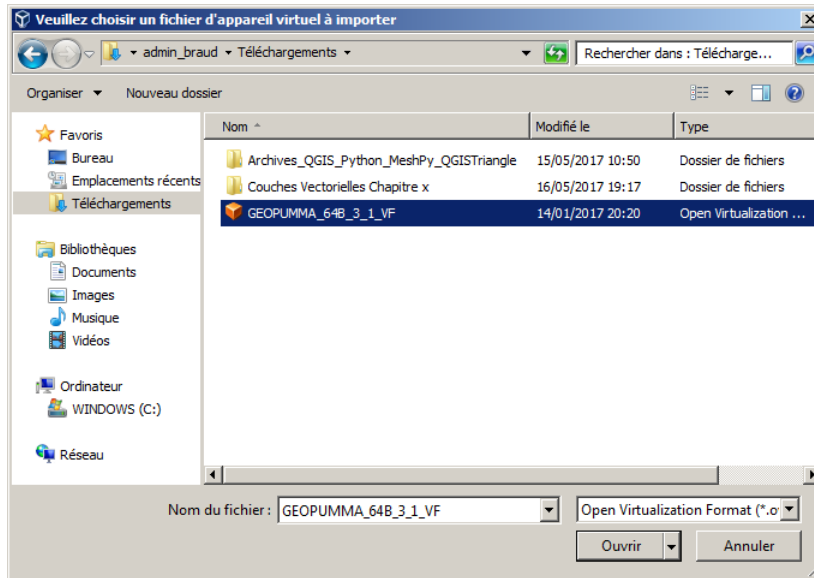 Veuillez choisir un fichier d'appareil virtuel à importer
admin_braud Téléchargements Rechercher dans : Télécharge...
Organiser Nouveau dossier
Favoris
Bureau
Emplacements récents
Téléchargements
Bibliothèques
Documents
Images
Musique
Vidéos
Ordinateur
WINDOWS (C:)
Réseau
Nom Modifié le Type
Archives_QGIS_Python_MeshPy_QGISTriangle 15/05/2017 10:50 Dossier de fichiers
Couches Vectorielles Chapitre x 16/05/2017 19:17 Dossier de fichiers
GEOPUMMA_64B_3_1_VF 14/01/2017 20:20 Open Virtualization ...
Nom du fichier : GEOPUMMA_64B_3_1_VF Open Virtualization Format (*.o
Ouvrir Annuler